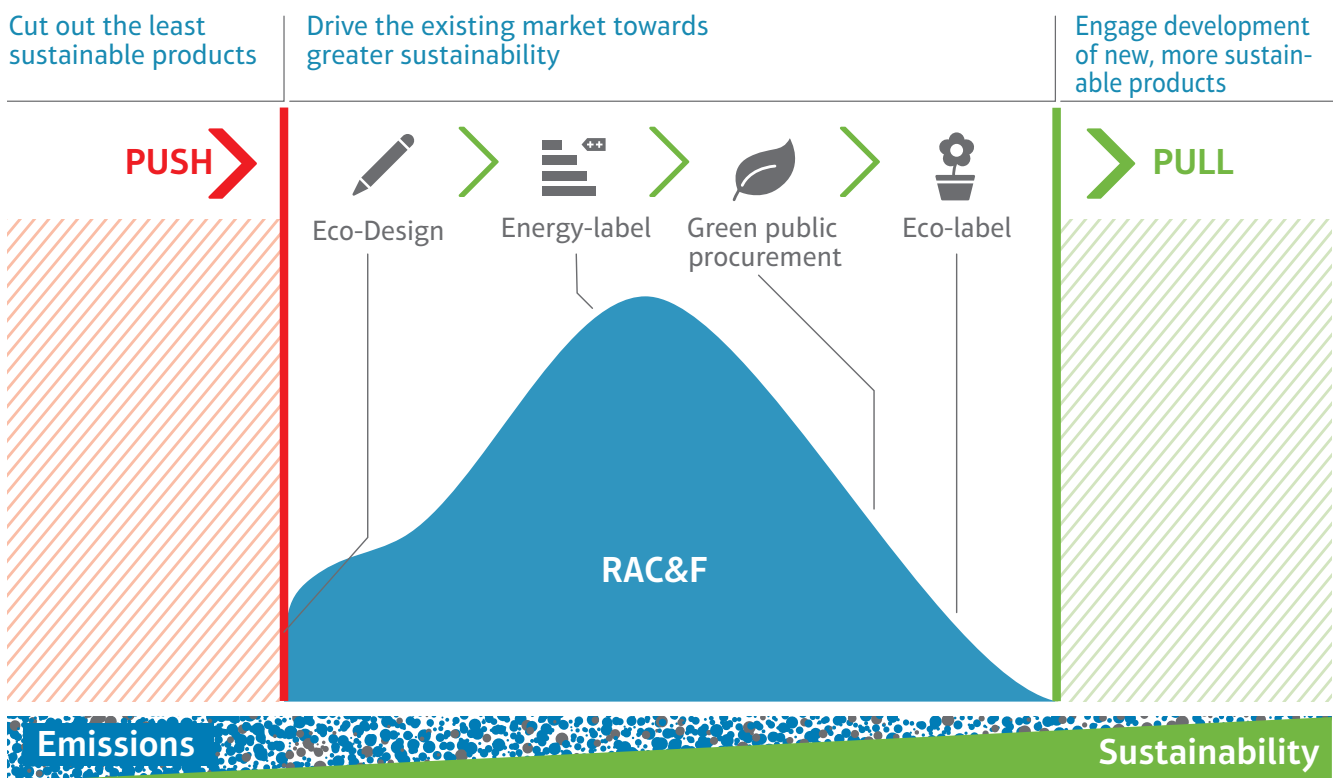 Cut out the least
sustainable products
Drive the existing market towards
greater sustainability
Engage development
of new, more sustain-
able products
PUSH
++
PULL
Eco-Design
Energy-label
Green public
procurement
Eco-label
RAC&F
Emissions
Sustainability